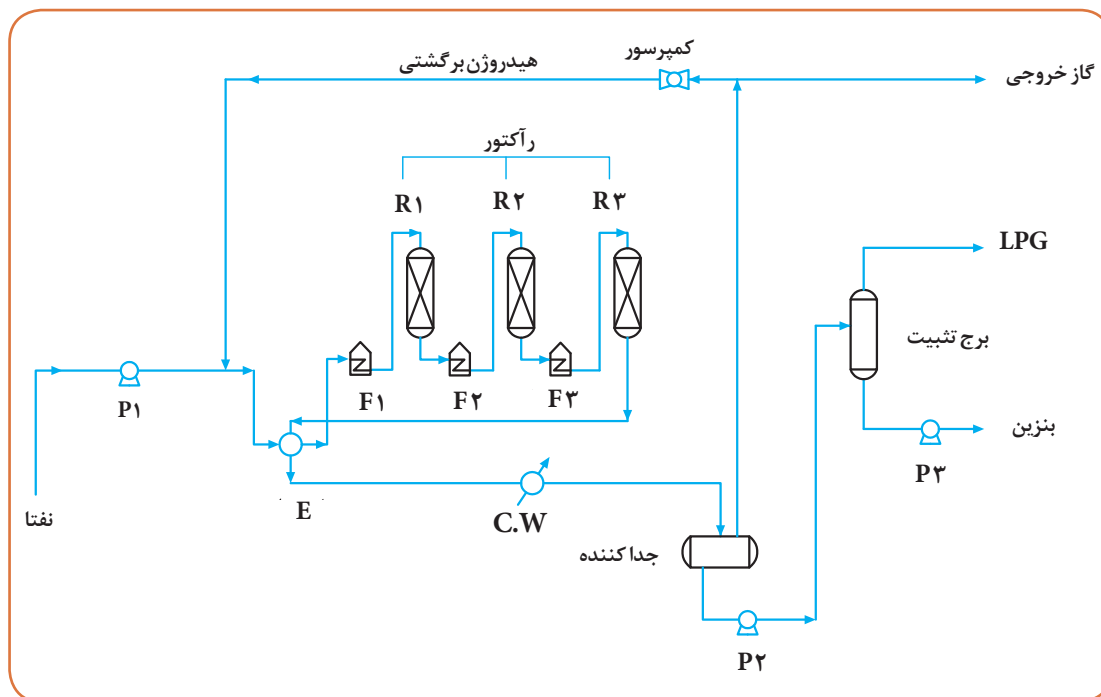 کمپرسور
هیدروژن برگشتی
گاز خروجی
رآکتور
R۱
R۲
R۳
LPG
برج تثبیت
F۱
F۲
F۳
P۱
بنزین
P۳
نفتا
E
C.W
جدا کننده
P۲